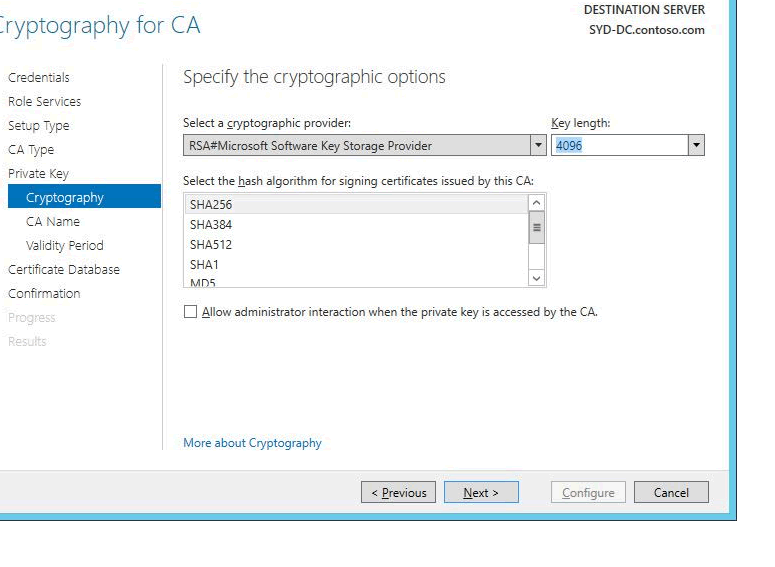 Cryptography for CA
DESTINATION SERVER
SYD-DC.contoso.com
Credentials
Role Services
Setup Type
CA Type
Private Key
Cryptography
CA Name
Validity Period
Certificate Database
Confirmation
Progress
Results
Specify the cryptographic options
Select a cryptographic provider:
Key length:
RSA#Microsoft Software Key Storage Provider
4096
Select the hash algorithm for signing certificates issued by this CA:
SHA256
SHA384
SHA512
SHA1
MD5
Allow administrator interaction when the private key is accessed by the CA.
More about Cryptography
< Previous
Next >
Configure
Cancel